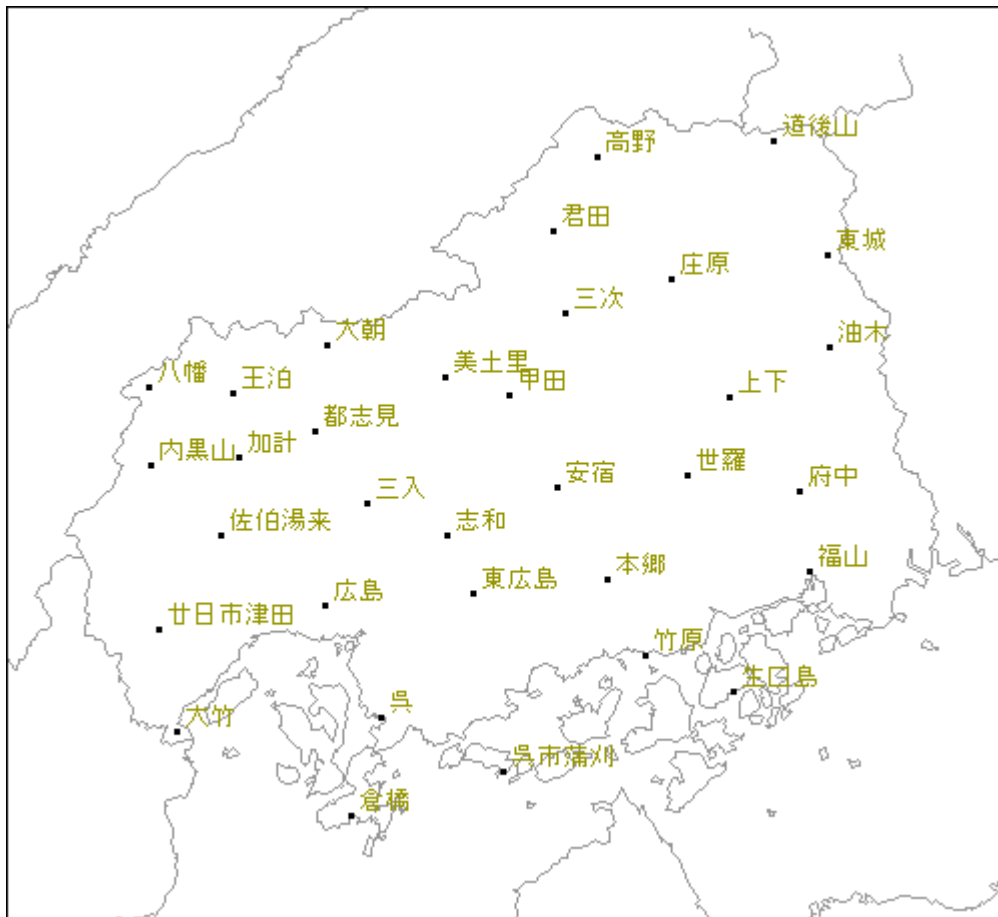 道後山
高野
君田
東城
庄原
三次
大朝
油木
美土里
八幡
王泊
甲田
上下
都志見
加計
内黒山
世羅
安宿
府中
三入
佐伯湯来
志和
福山
本郷
東広島
広島
廿日市津田
竹原
生口島
呉
大竹
呉市蒲刈
倉橋